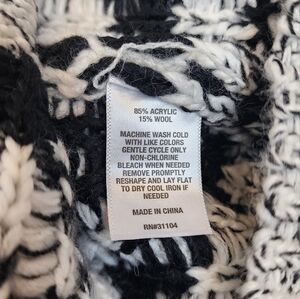 85% ACRYLIC
15% WOOL
MACHINE WASH COLD
WITH LIKE COLORS
GENTLE CYCLE ONLY
NON-CHLORINE
BLEACH WHEN NEEDED
REMOVE PROMPTLY
RESHAPE AND LAY FLAT
TO DRY COOL IRON IF
NEEDED
MADE IN CHINA
RN#31104